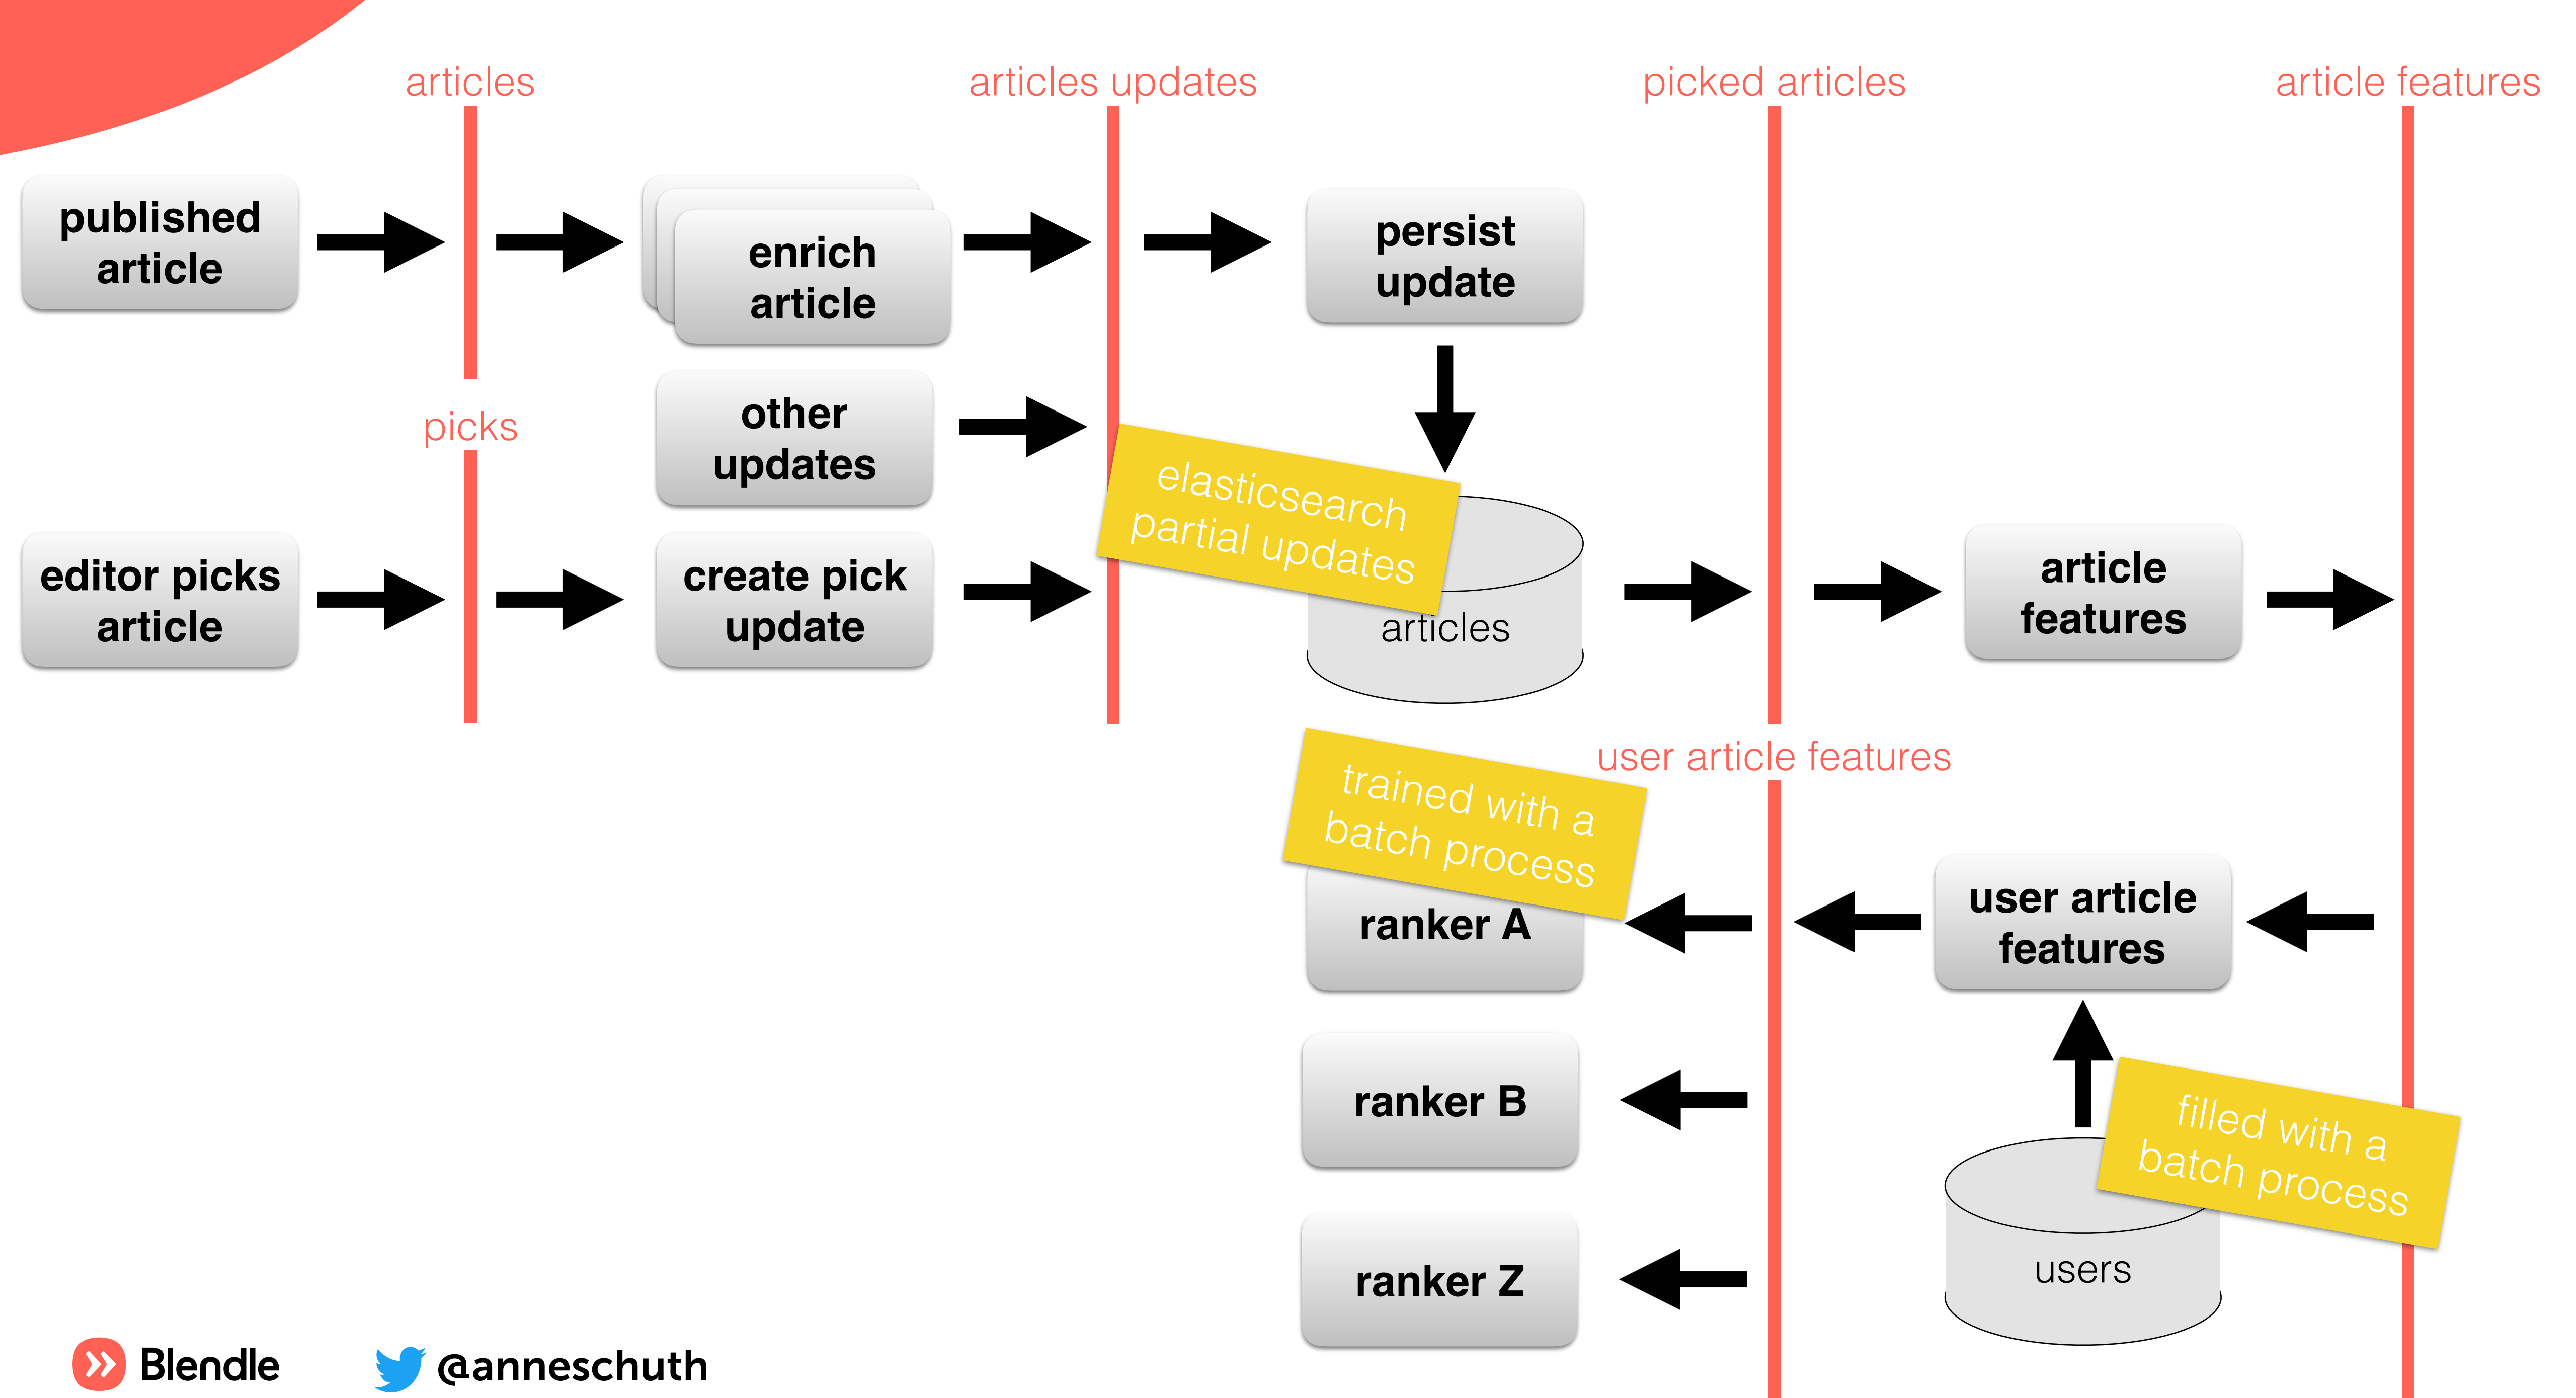 articles
articles updates
picked articles
article features
published
article
enrich
article
persist
update
picks
other
updates
elasticsearch
partial updates
editor picks
article
create pick
update
articles
article
features
user article features
trained with a
batch process
ranker A
user article
features
ranker B
filled with a
batch process
ranker Z
users
Blendle
@anneschuth